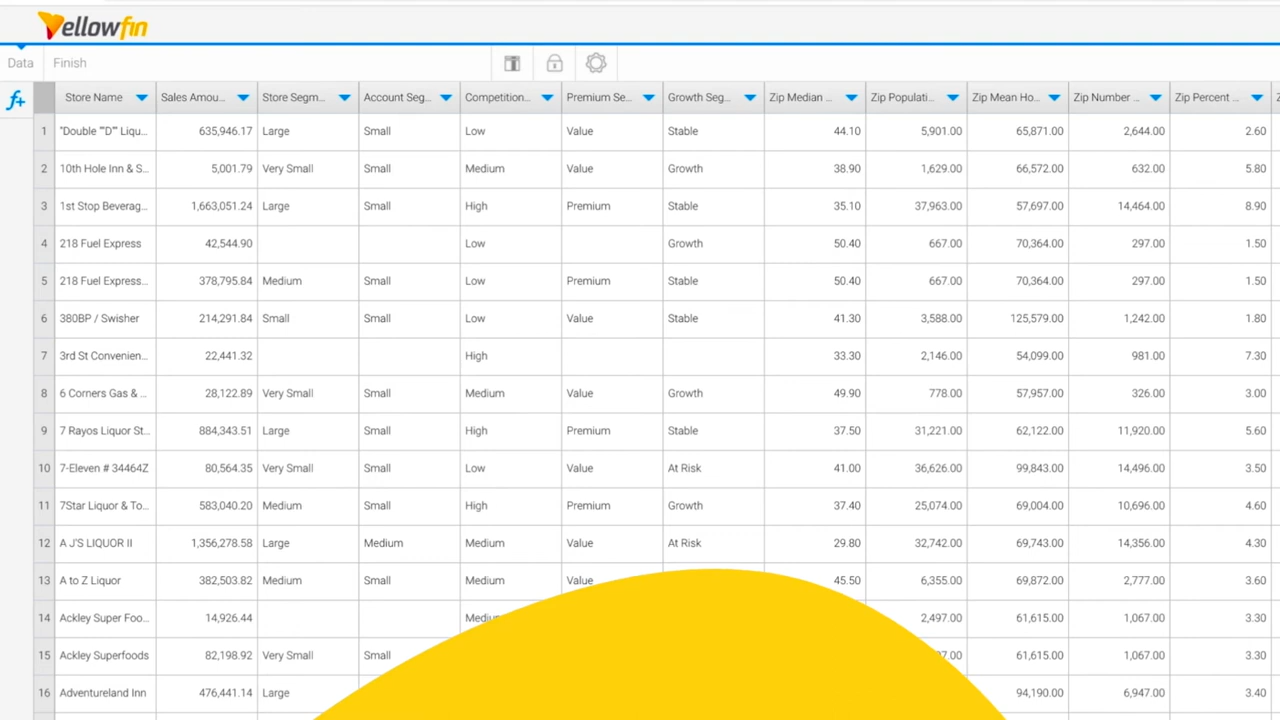 Yellowfin
Data Finish
f+ Store Name Sales Amou... Store Segm... Account Seg... Competition... Premium Se... Growth Seg... Zip Median ... Zip Populati... Zip Mean Ho... Zip Number ... Zip Percent ...
1 "Double ""D"" Liqu... 635,946.17 Large Small Low Value Stable 44.10 5,901.00 65,871.00 2,644.00 2.60
2 10th Hole Inn & S... 5,001.79 Very Small Small Medium Value Growth 38.90 1,629.00 66,572.00 632.00 5.80
3 1st Stop Beverag... 1,663,051.24 Large Small High Premium Stable 35.10 37,963.00 57,697.00 14,464.00 8.90
4 218 Fuel Express 42,544.90 Low Growth 50.40 667.00 70,364.00 297.00 1.50
5 218 Fuel Express... 378,795.84 Medium Small Low Premium Stable 50.40 667.00 70,364.00 297.00 1.50
6 380BP / Swisher 214,291.84 Small Small Low Value Stable 41.30 3,588.00 125,579.00 1,242.00 1.80
7 3rd St Convenien... 22,441.32 High 33.30 2,146.00 54,099.00 981.00 7.30
8 6 Corners Gas & ... 28,122.89 Very Small Small Medium Value Growth 49.90 778.00 57,957.00 326.00 3.00
9 7 Rayos Liquor St... 884,343.51 Large Small High Premium Stable 37.50 31,221.00 62,122.00 11,920.00 5.60
10 7-Eleven # 34464Z 80,564.35 Very Small Small Low Value At Risk 41.00 36,626.00 99,843.00 14,496.00 3.50
11 7Star Liquor & To... 583,040.20 Medium Small High Premium Growth 37.40 25,074.00 69,004.00 10,696.00 4.60
12 A J'S LIQUOR II 1,356,278.58 Large Medium Medium Value At Risk 29.80 32,742.00 69,743.00 14,356.00 4.30
13 A to Z Liquor 382,503.82 Medium Small Medium Value 45.50 6,355.00 69,872.00 2,777.00 3.60
14 Ackley Super Foo... 14,926.44 2,497.00 61,615.00 1,067.00 3.30
15 Ackley Superfoods 82,198.92 Very Small Small 61,615.00 1,067.00 3.30
16 Adventureland Inn 476,441.14 Large 94,190.00 6,947.00 3.40